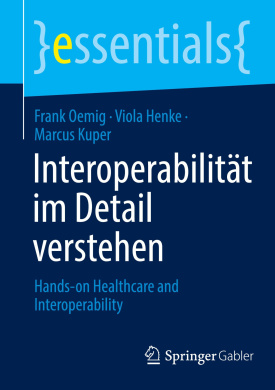 }essentials{
Frank Oemig · Viola Henke ·
Marcus Kuper
Interoperabilität
im Detail
verstehen
Hands-on Healthcare and
Interoperability
Springer Gabler